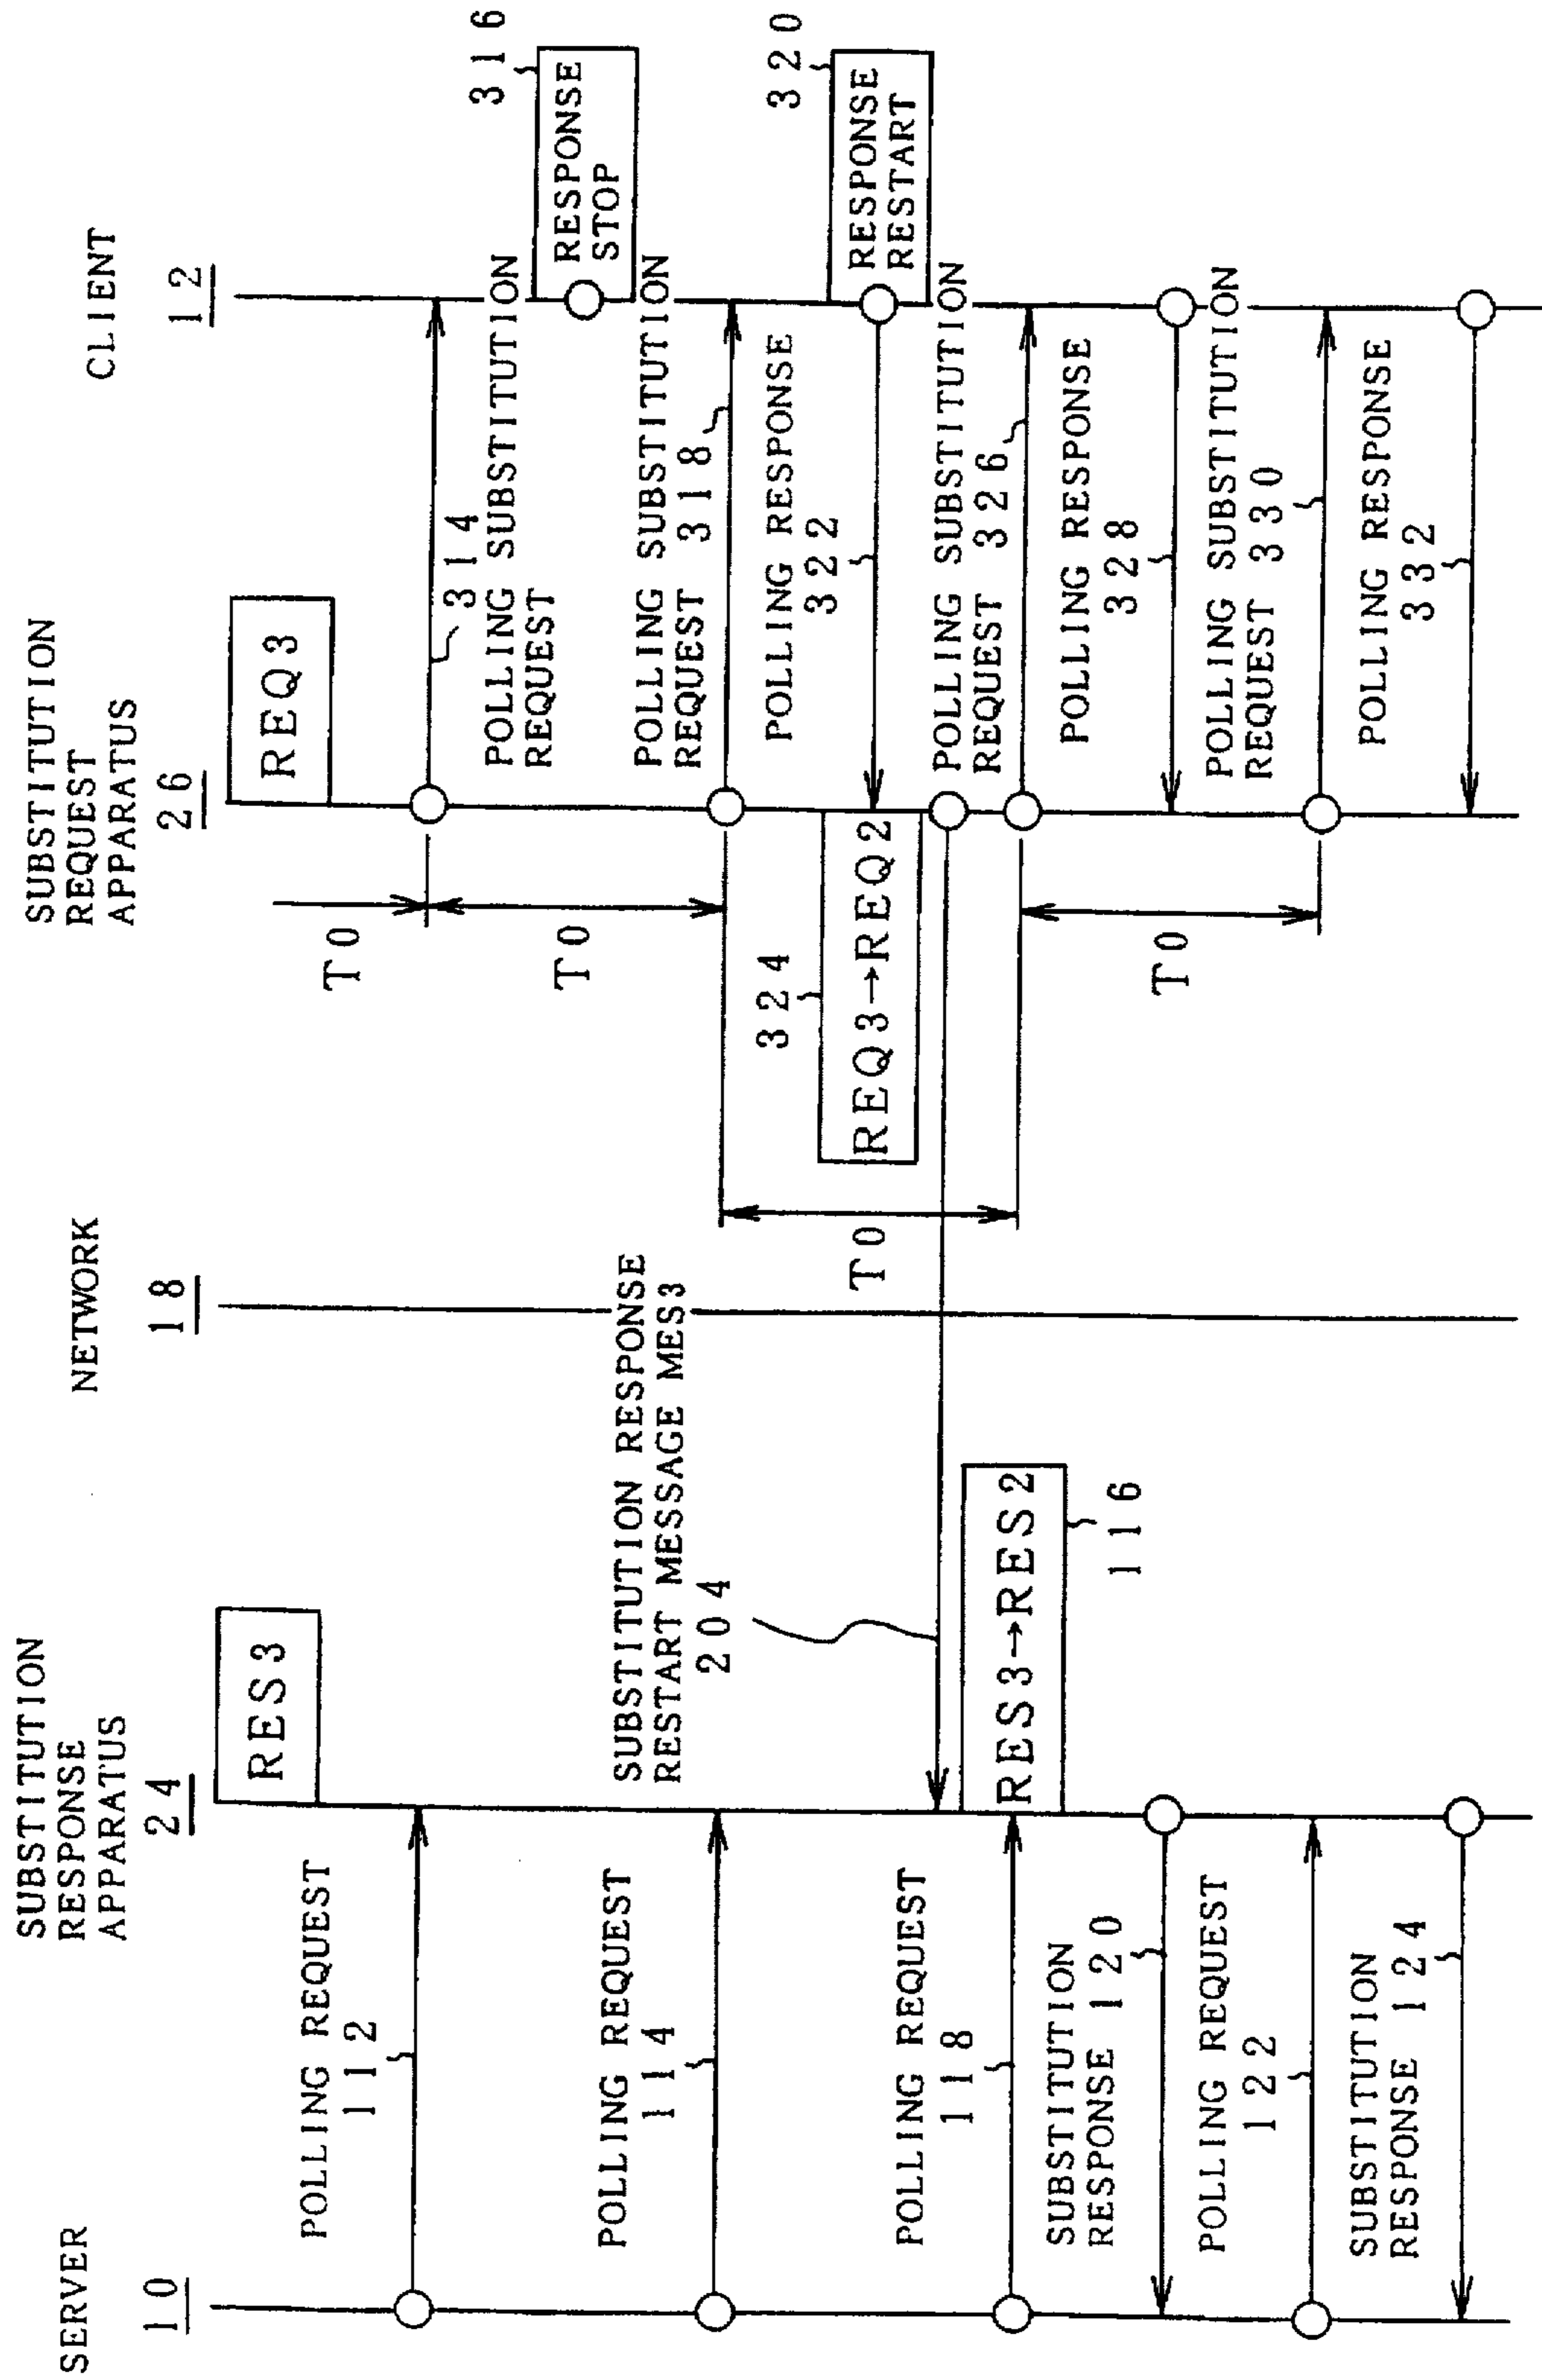 SERVER
10
SUBSTITUTION
RESPONSE
APPARATUS
24
NETWORK
18
SUBSTITUTION
REQUEST
APPARATUS
26
CLIENT
12
RES3
REQ3
POLLING REQUEST
112
T0
314
POLLING SUBSTITUTION
REQUEST
316
RESPONSE
STOP
T0
POLLING REQUEST
114
SUBSTITUTION RESPONSE
RESTART MESSAGE MES3
204
POLLING SUBSTITUTION
REQUEST 318
POLLING RESPONSE
322
320
RESPONSE
RESTART
324
REQ3→REQ2
T0
POLLING REQUEST
118
RES3→RES2
116
POLLING SUBSTITUTION
REQUEST 326
SUBSTITUTION
RESPONSE 120
POLLING RESPONSE
328
T0
POLLING REQUEST
122
POLLING SUBSTITUTION
REQUEST 330
SUBSTITUTION
RESPONSE 124
POLLING RESPONSE
332